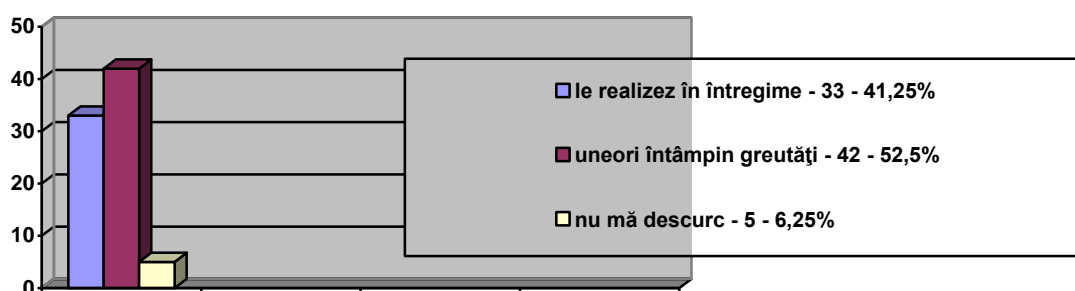 50
40
30
20
10
0
le realizez în întregime - 33 - 41,25%
uneori întâmpin greutăţi - 42 - 52,5%
nu mă descurc - 5 - 6,25%